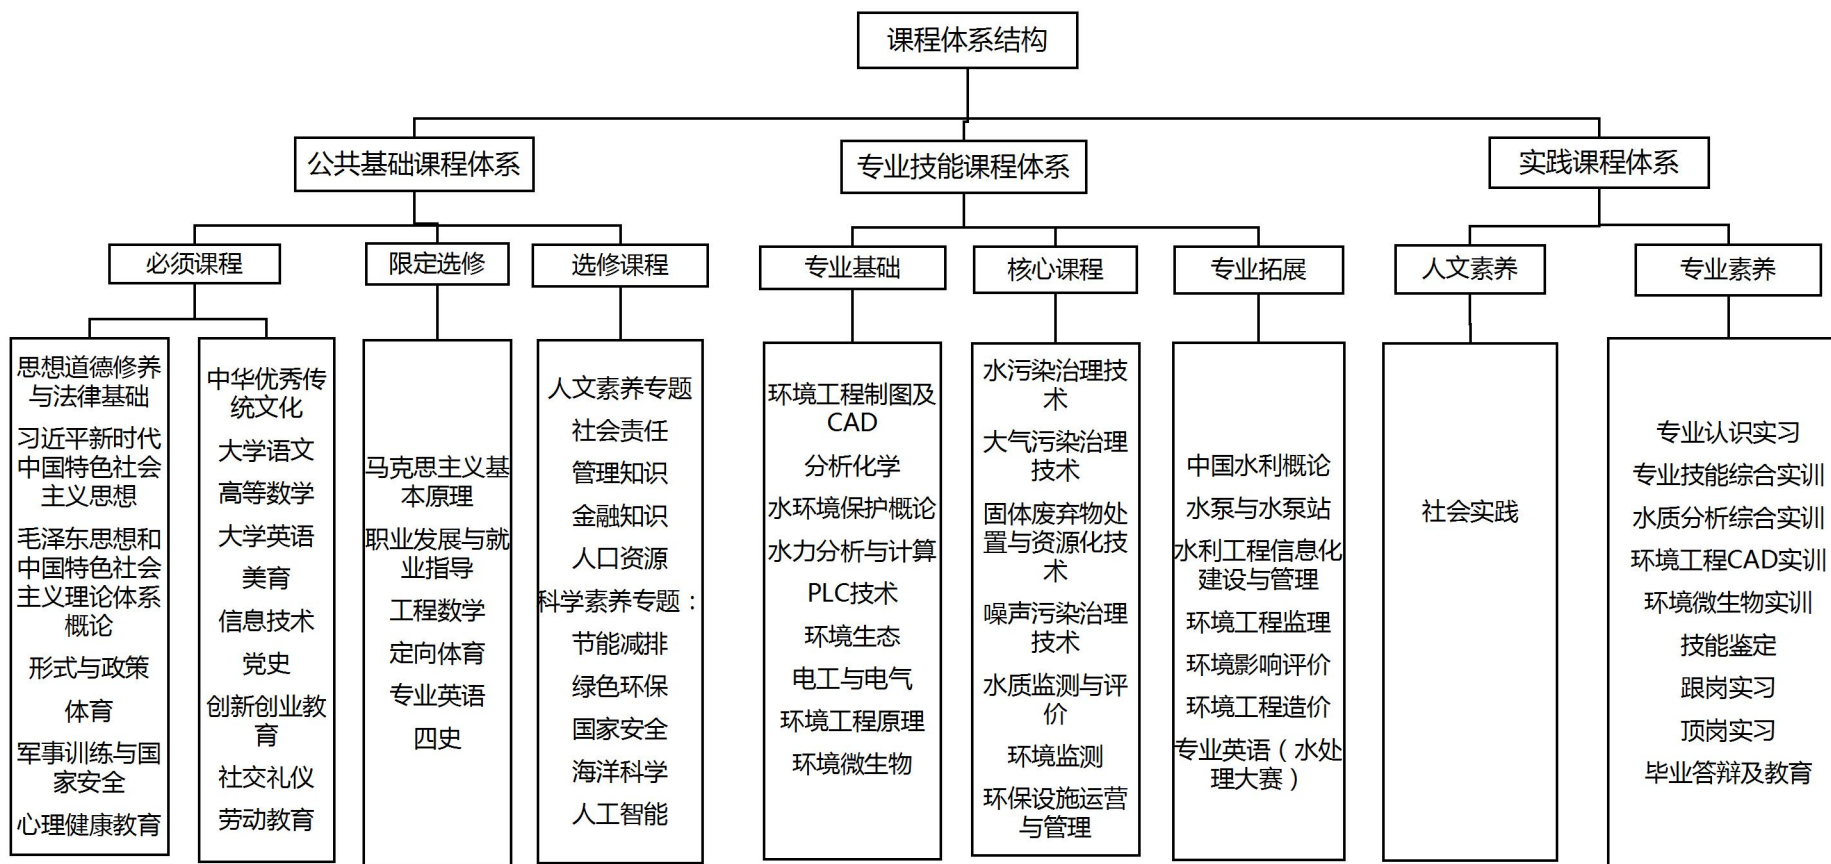 课程体系结构
公共基础课程体系
专业技能课程体系
实践课程体系
必须课程
限定选修
选修课程
专业基础
核心课程
专业拓展
人文素养
专业素养
思想道德修养
与法律基础
习近平新时代
中国特色社会
主义思想
毛泽东思想和
中国特色社会
主义理论体系
概论
形式与政策
体育
军事训练与国
家安全
心理健康教育
中华优秀传
统文化
大学语文
高等数学
大学英语
美育
信息技术
党史
创新创业教
育
社交礼仪
劳动教育
马克思主义基
本原理
职业发展与就
业指导
工程数学
定向体育
专业英语
四史
人文素养专题
社会责任
管理知识
金融知识
人口资源
科学素养专题：
节能减排
绿色环保
国家安全
海洋科学
人工智能
环境工程制图及
CAD
分析化学
水环境保护概论
水力分析与计算
PLC技术
环境生态
电工与电气
环境工程原理
环境微生物
水污染治理技
术
大气污染治理
技术
固体废弃物处
置与资源化技
术
噪声污染治理
技术
水质监测与评
价
环境监测
环保设施运营
与管理
中国水利概论
水泵与水泵站
水利工程信息化
建设与管理
环境工程监理
环境影响评价
环境工程造价
专业英语（水处
理大赛）
社会实践
专业认识实习
专业技能综合实训
水质分析综合实训
环境工程CAD实训
环境微生物实训
技能鉴定
跟岗实习
顶岗实习
毕业答辩及教育